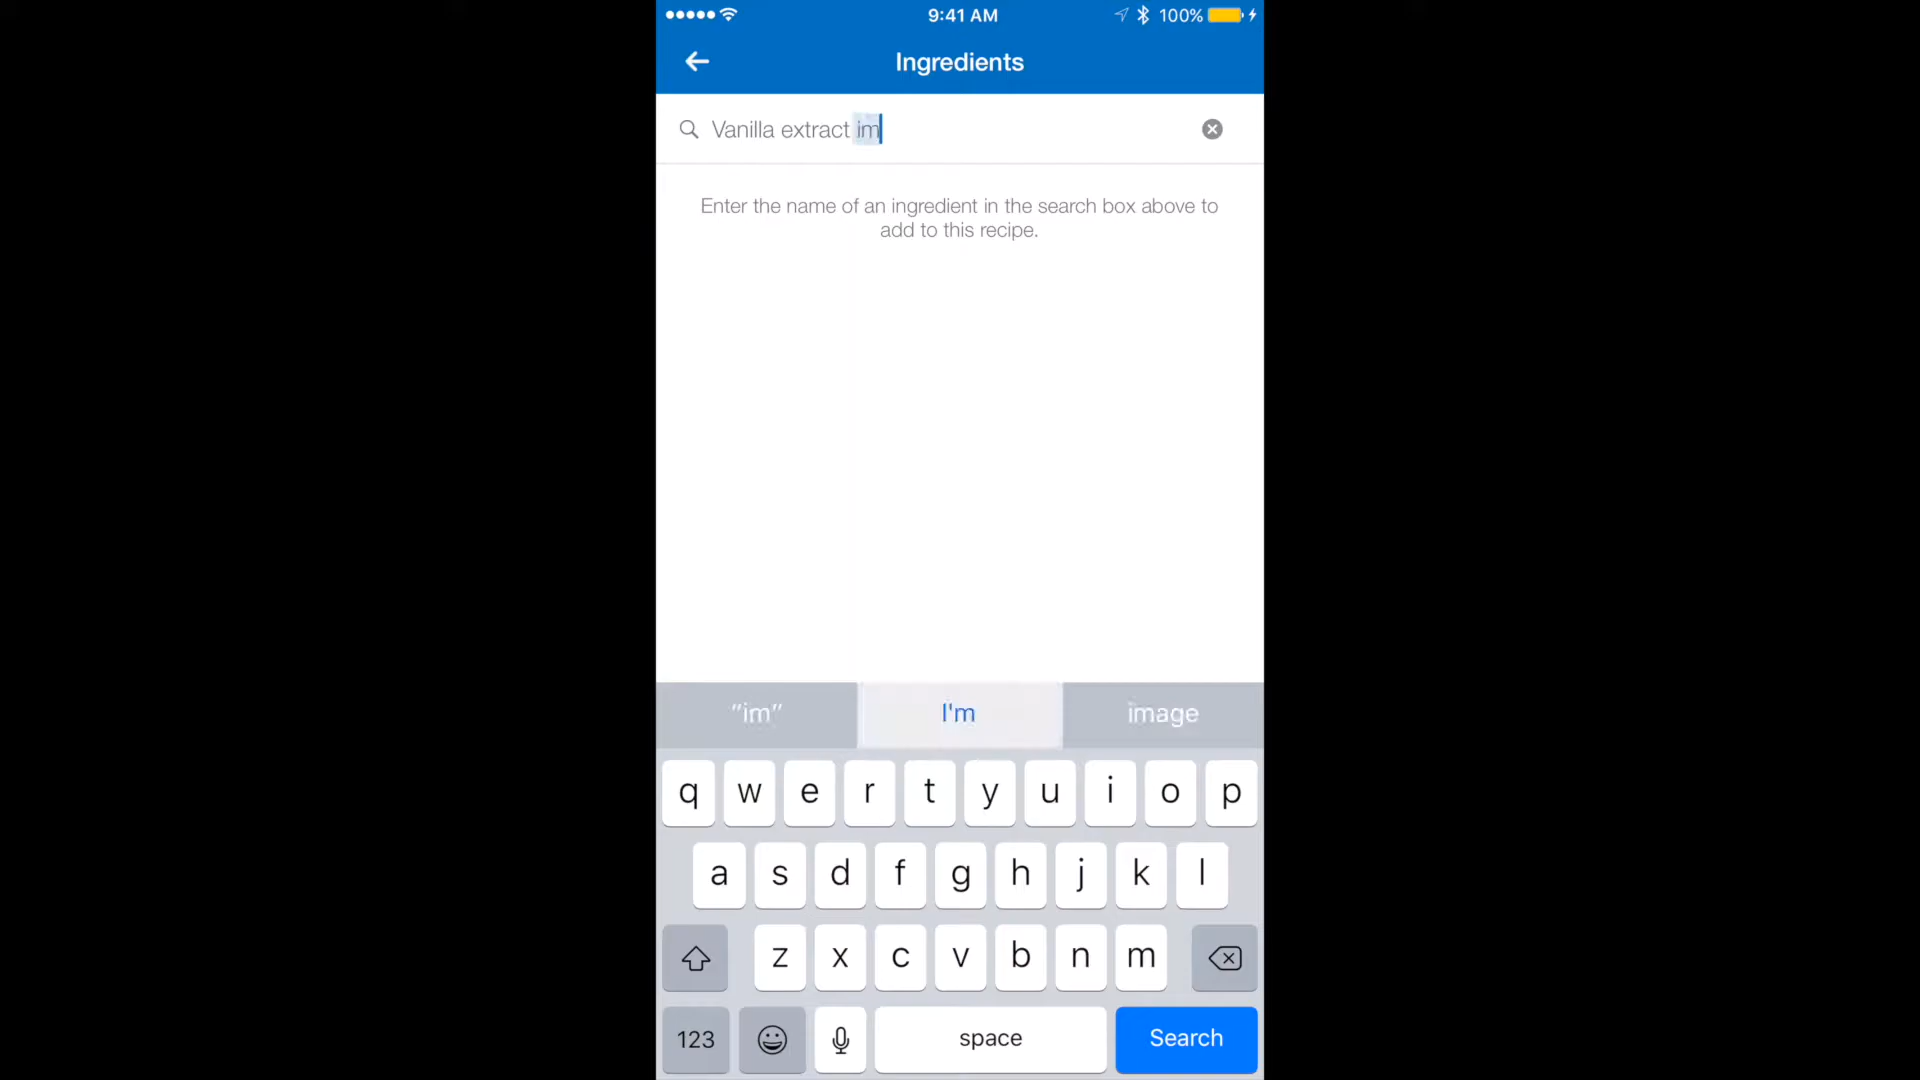 9:41 AM
100%
Ingredients
Vanilla extract im
Enter the name of an ingredient in the search box above to
add to this recipe.
“im” I'm image
q w e r t y u i o p
a s d f g h j k l
z x c v b n m
123 space Search